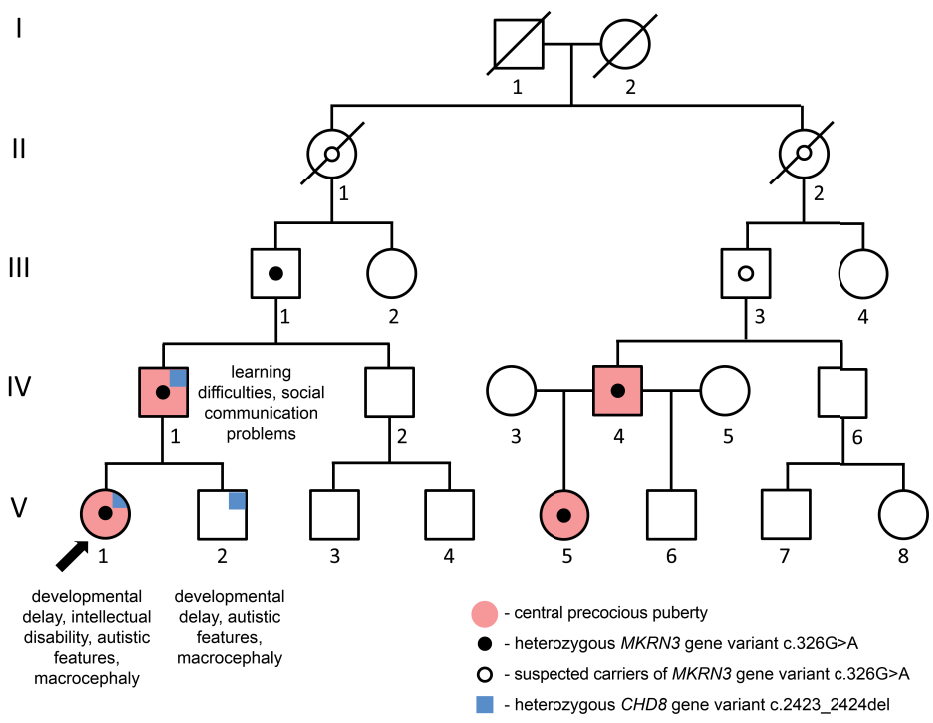 I
1
2
II
1
2
III
1
2
3
4
IV
learning
difficulties, social
communication
problems
1
2
3
4
5
6
V
1
2
3
4
5
6
7
8
developmental
delay, intellectual
disability, autistic
features,
macrocephaly
developmental
delay, autistic
features,
macrocephaly
- central precocious puberty
- heterozygous MKRN3 gene variant c.326G>A
- suspected carriers of MKRN3 gene variant c.326G>A
- heterozygous CHD8 gene variant c.2423_2424del